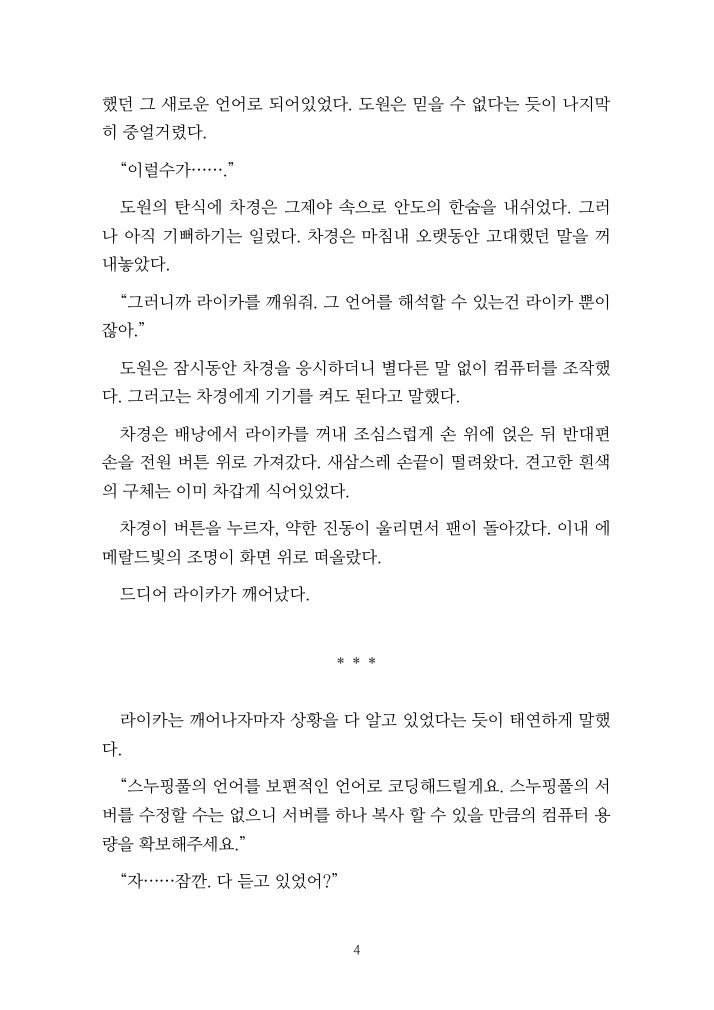 했던 그 새로운 언어로 되어있었다. 도원은 믿을 수 없다는 듯이 나지막
히 중얼거렸다.
“이럴수가…….”
도원의 탄식에 차경은 그제야 속으로 안도의 한숨을 내쉬었다. 그러
나 아직 기뻐하기는 일렀다. 차경은 마침내 오랫동안 고대했던 말을 꺼
내놓았다.
“그러니까 라이카를 깨워줘. 그 언어를 해석할 수 있는건 라이카 뿐이
잖아.”
도원은 잠시동안 차경을 응시하더니 별다른 말 없이 컴퓨터를 조작했
다. 그러고는 차경에게 기기를 켜도 된다고 말했다.
차경은 배낭에서 라이카를 꺼내 조심스럽게 손 위에 얹은 뒤 반대편
손을 전원 버튼 위로 가져갔다. 새삼스레 손끝이 떨려왔다. 견고한 흰색
의 구체는 이미 차갑게 식어있었다.
차경이 버튼을 누르자, 약한 진동이 울리면서 팬이 돌아갔다. 이내 에
메랄드빛의 조명이 화면 위로 떠올랐다.
드디어 라이카가 깨어났다.
* * *
라이카는 깨어나자마자 상황을 다 알고 있었다는 듯이 태연하게 말했
다.
“스누핑풀의 언어를 보편적인 언어로 코딩해드릴게요. 스누핑풀의 서
버를 수정할 수는 없으니 서버를 하나 복사 할 수 있을 만큼의 컴퓨터 용
량을 확보해주세요.”
“자……잠깐. 다 듣고 있었어?”
4